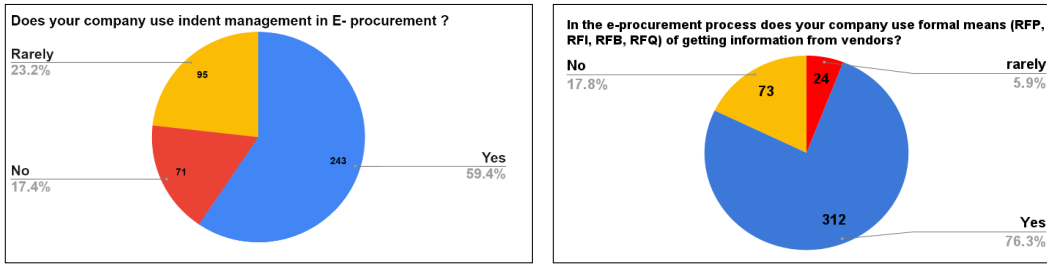 Does your company use indent management in E- procurement ?
Rarely
23.2%
95
243
Yes
59.4%
No
17.4%
71
In the e-procurement process does your company use formal means (RFP,
RFI, RFB, RFQ) of getting information from vendors?
No
17.8%
73
24
rarely
5.9%
312
Yes
76.3%